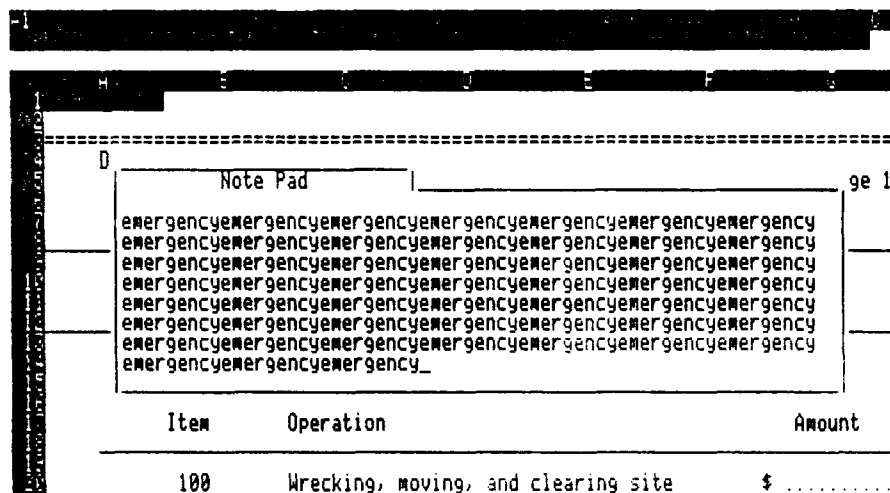 D
Note Pad
ge 1
emergencyemergencyemergencyemergencyemergencyemergencyemergency
emergencyemergencyemergencyemergencyemergencyemergencyemergency
emergencyemergencyemergencyemergencyemergencyemergencyemergency
emergencyemergencyemergencyemergencyemergencyemergencyemergency
emergencyemergencyemergencyemergencyemergencyemergencyemergency
emergencyemergencyemergencyemergencyemergencyemergencyemergency
emergencyemergencyemergencyemergencyemergencyemergencyemergency
emergencyemergencyemergency_
Item Operation Amount
100 Wrecking, moving, and clearing site $ ..........